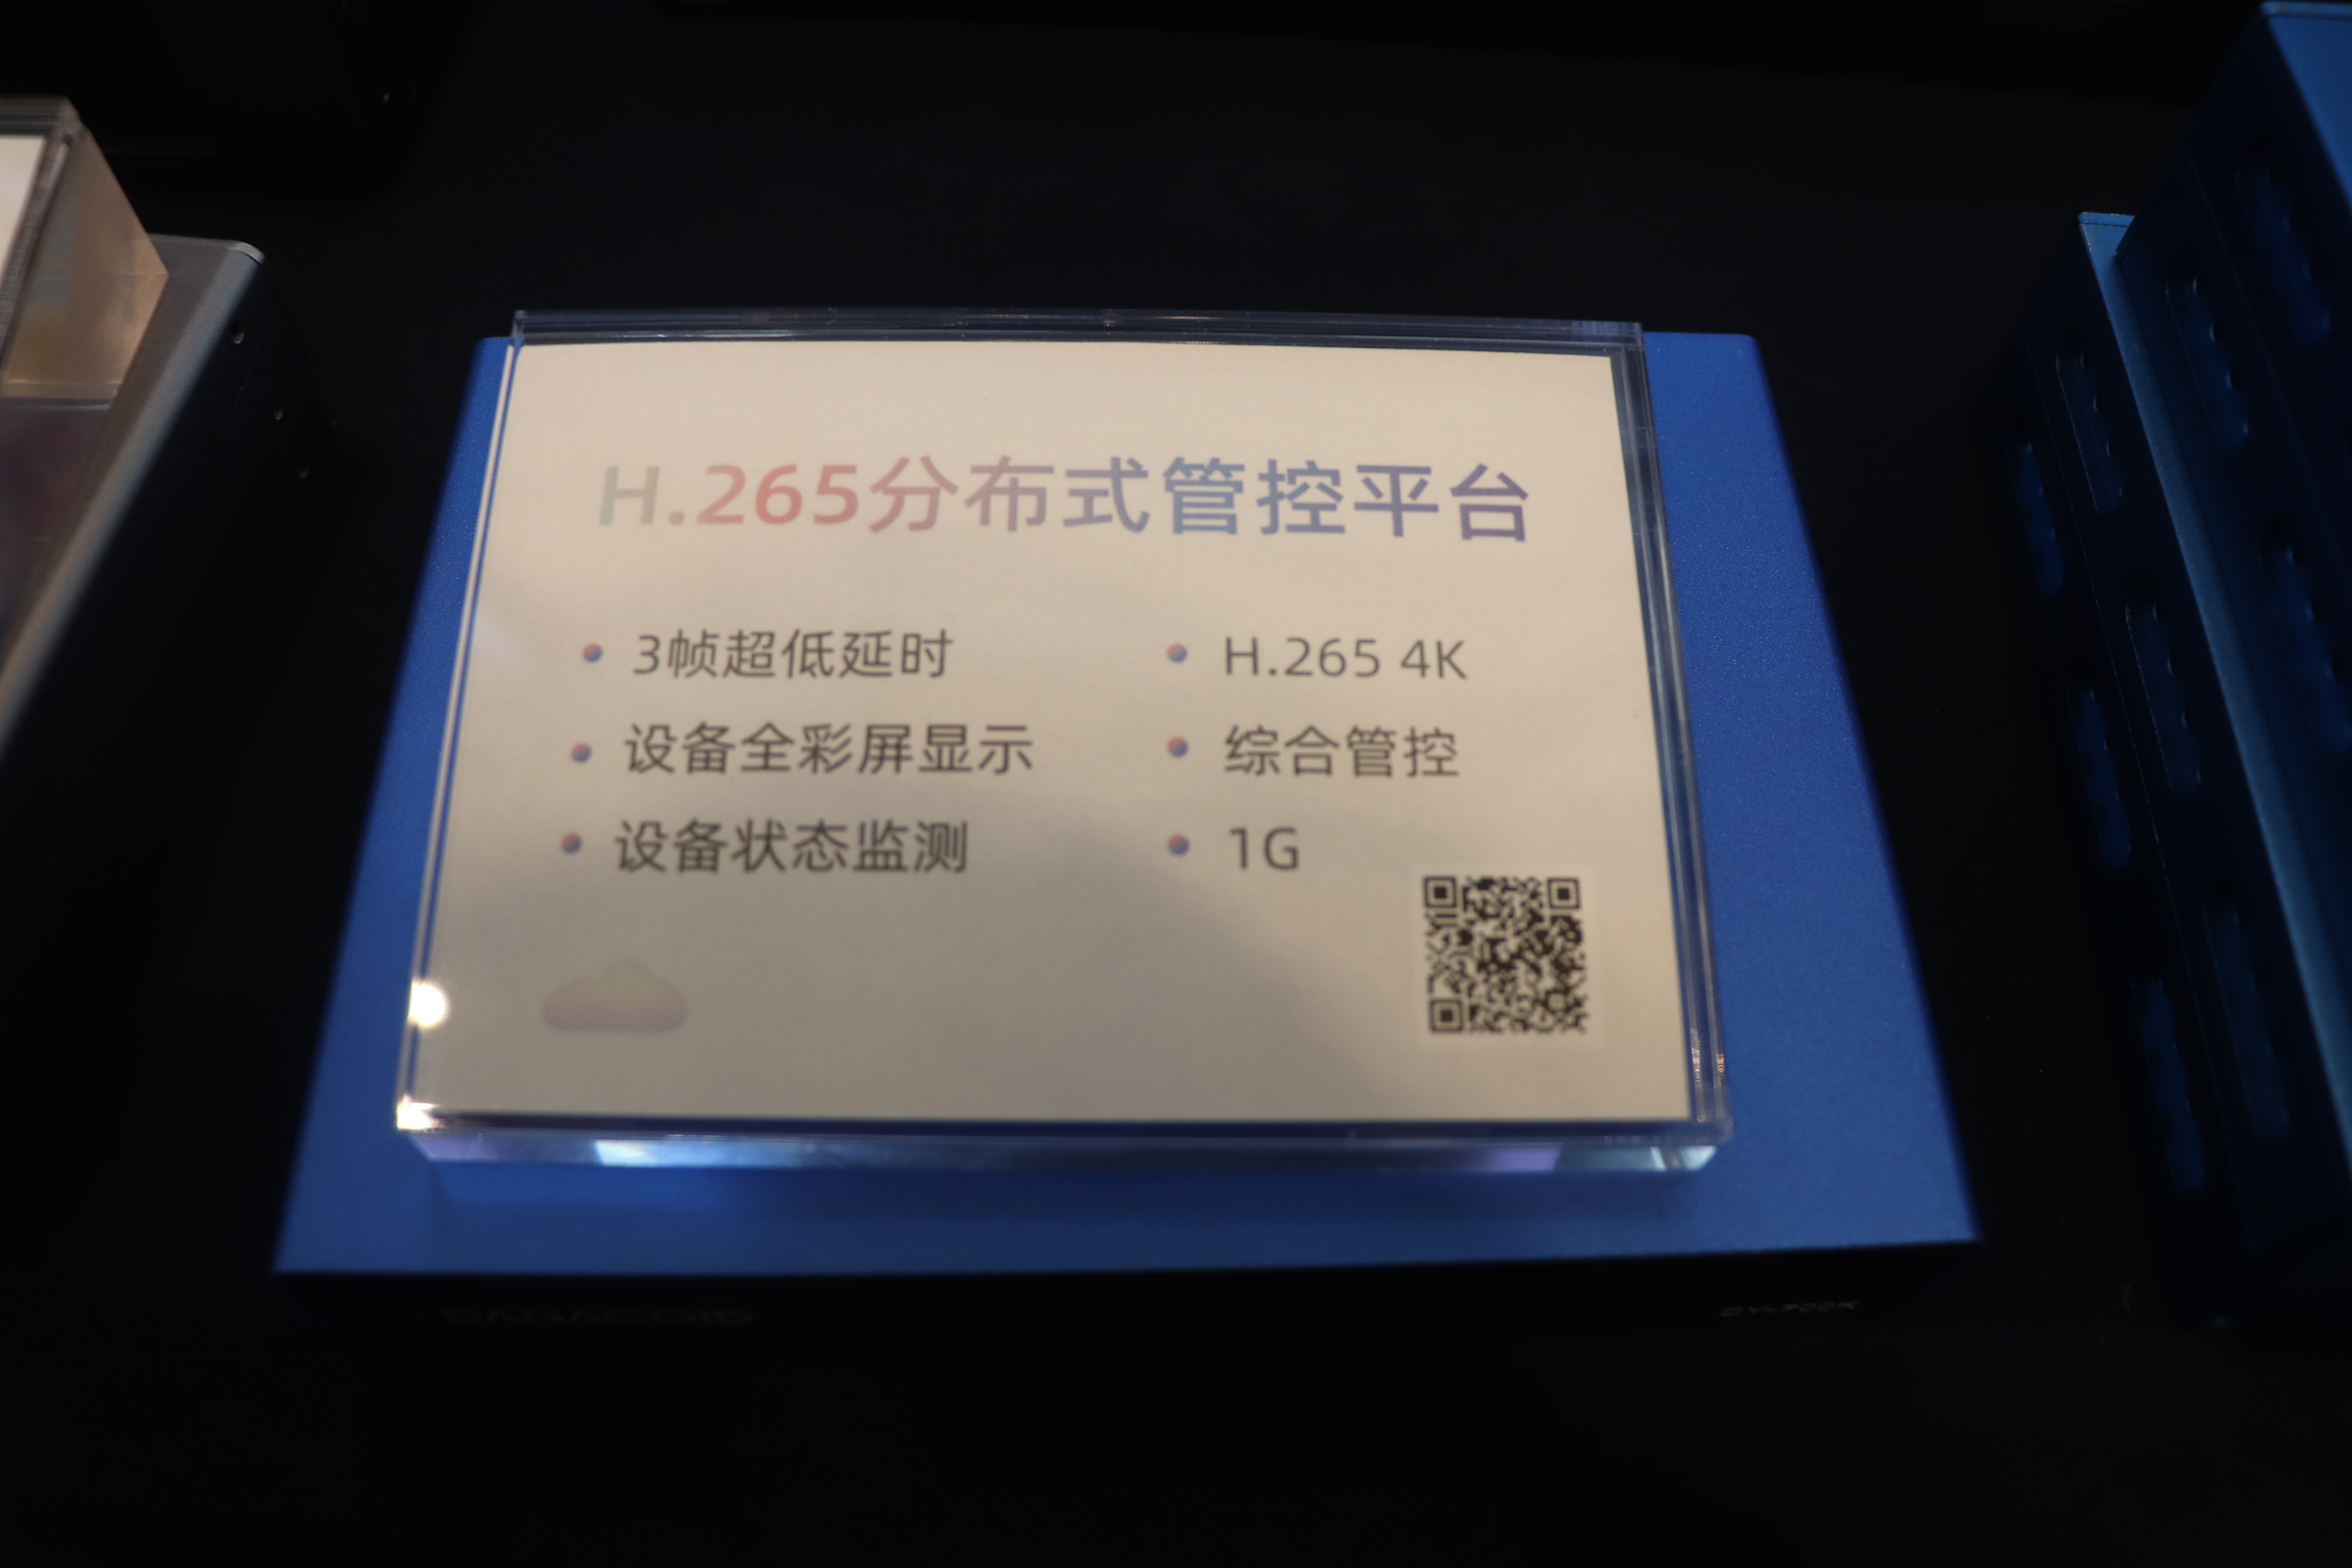 H.265分布式管控平台
3帧超低延时
H.265 4K
设备全彩屏显示
综合管控
设备状态监测
1G